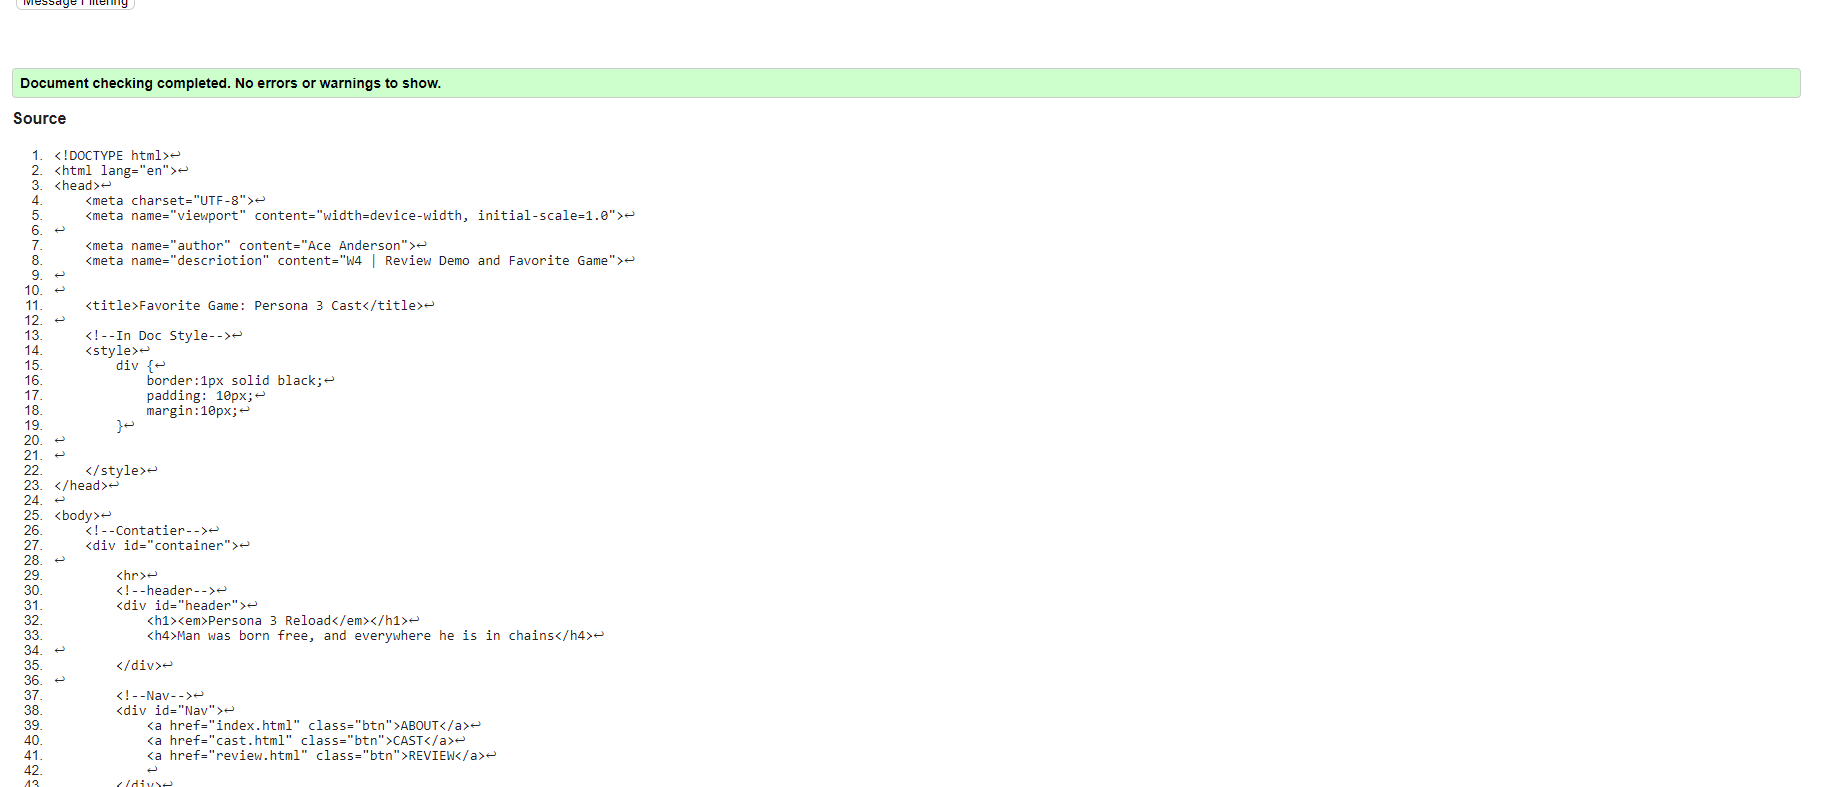 Message Filtering
Document checking completed. No errors or warnings to show.
Source
1. <!DOCTYPE html>↩
2. <html lang="en">↩
3. <head>↩
4.     <meta charset="UTF-8">↩
5.     <meta name="viewport" content="width=device-width, initial-scale=1.0">↩
6. ↩
7.     <meta name="author" content="Ace Anderson">↩
8.     <meta name="descriotion" content="W4 | Review Demo and Favorite Game">↩
9. ↩
10. ↩
11.     <title>Favorite Game: Persona 3 Cast</title>↩
12. ↩
13.     <!--In Doc Style-->↩
14.     <style>↩
15.         div {↩
16.             border:1px solid black;↩
17.             padding: 10px;↩
18.             margin:10px;↩
19.         }↩
20. ↩
21. ↩
22.     </style>↩
23. </head>↩
24. ↩
25. <body>↩
26.     <!--Contatier-->↩
27.     <div id="container">↩
28. ↩
29.         <hr>↩
30.         <!--header-->↩
31.         <div id="header">↩
32.             <h1><em>Persona 3 Reload</em></h1>↩
33.             <h4>Man was born free, and everywhere he is in chains</h4>↩
34. ↩
35.         </div>↩
36. ↩
37.         <!--Nav-->↩
38.         <div id="Nav">↩
39.             <a href="index.html" class="btn">ABOUT</a>↩
40.             <a href="cast.html" class="btn">CAST</a>↩
41.             <a href="review.html" class="btn">REVIEW</a>↩
42.             ↩
43.         </div>↩